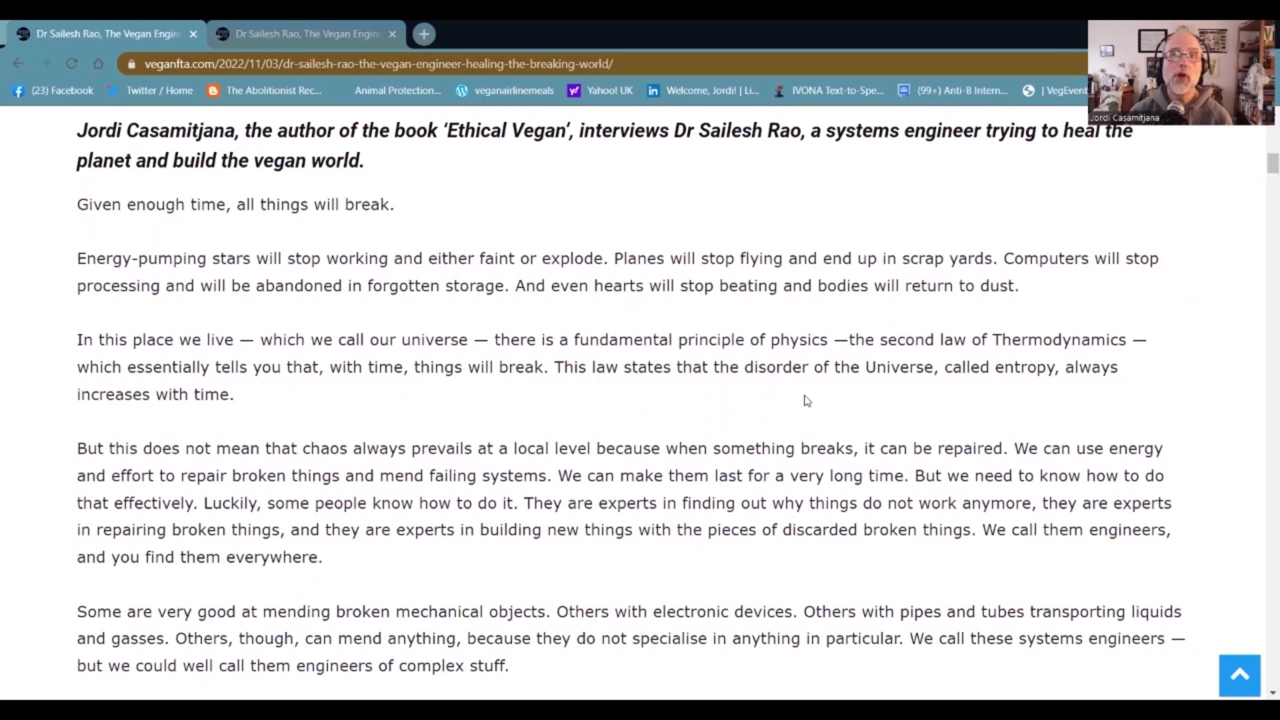 Dr Sailesh Rao, The Vegan Engin
Dr Sailesh Rao, The Vegan Engin
veganfta.com/2022/11/03/dr-sailesh-rao-the-vegan-engineer-healing-the-breaking-world/
(23) Facebook
Twitter / Home
The Abolitionist Rec...
Animal Protection...
veganairlinemeals
Yahoo! UK
Welcome, Jordi! | Li...
IVONA Text-to-Spe...
(99+) Anti-B Intern...
| VegEvent
Jordi Casamitjana
Jordi Casamitjana, the author of the book ‘Ethical Vegan’, interviews Dr Sailesh Rao, a systems engineer trying to heal the
planet and build the vegan world.
Given enough time, all things will break.
Energy-pumping stars will stop working and either faint or explode. Planes will stop flying and end up in scrap yards. Computers will stop
processing and will be abandoned in forgotten storage. And even hearts will stop beating and bodies will return to dust.
In this place we live — which we call our universe — there is a fundamental principle of physics —the second law of Thermodynamics —
which essentially tells you that, with time, things will break. This law states that the disorder of the Universe, called entropy, always
increases with time.
But this does not mean that chaos always prevails at a local level because when something breaks, it can be repaired. We can use energy
and effort to repair broken things and mend failing systems. We can make them last for a very long time. But we need to know how to do
that effectively. Luckily, some people know how to do it. They are experts in finding out why things do not work anymore, they are experts
in repairing broken things, and they are experts in building new things with the pieces of discarded broken things. We call them engineers,
and you find them everywhere.
Some are very good at mending broken mechanical objects. Others with electronic devices. Others with pipes and tubes transporting liquids
and gasses. Others, though, can mend anything, because they do not specialise in anything in particular. We call these systems engineers —
but we could well call them engineers of complex stuff.